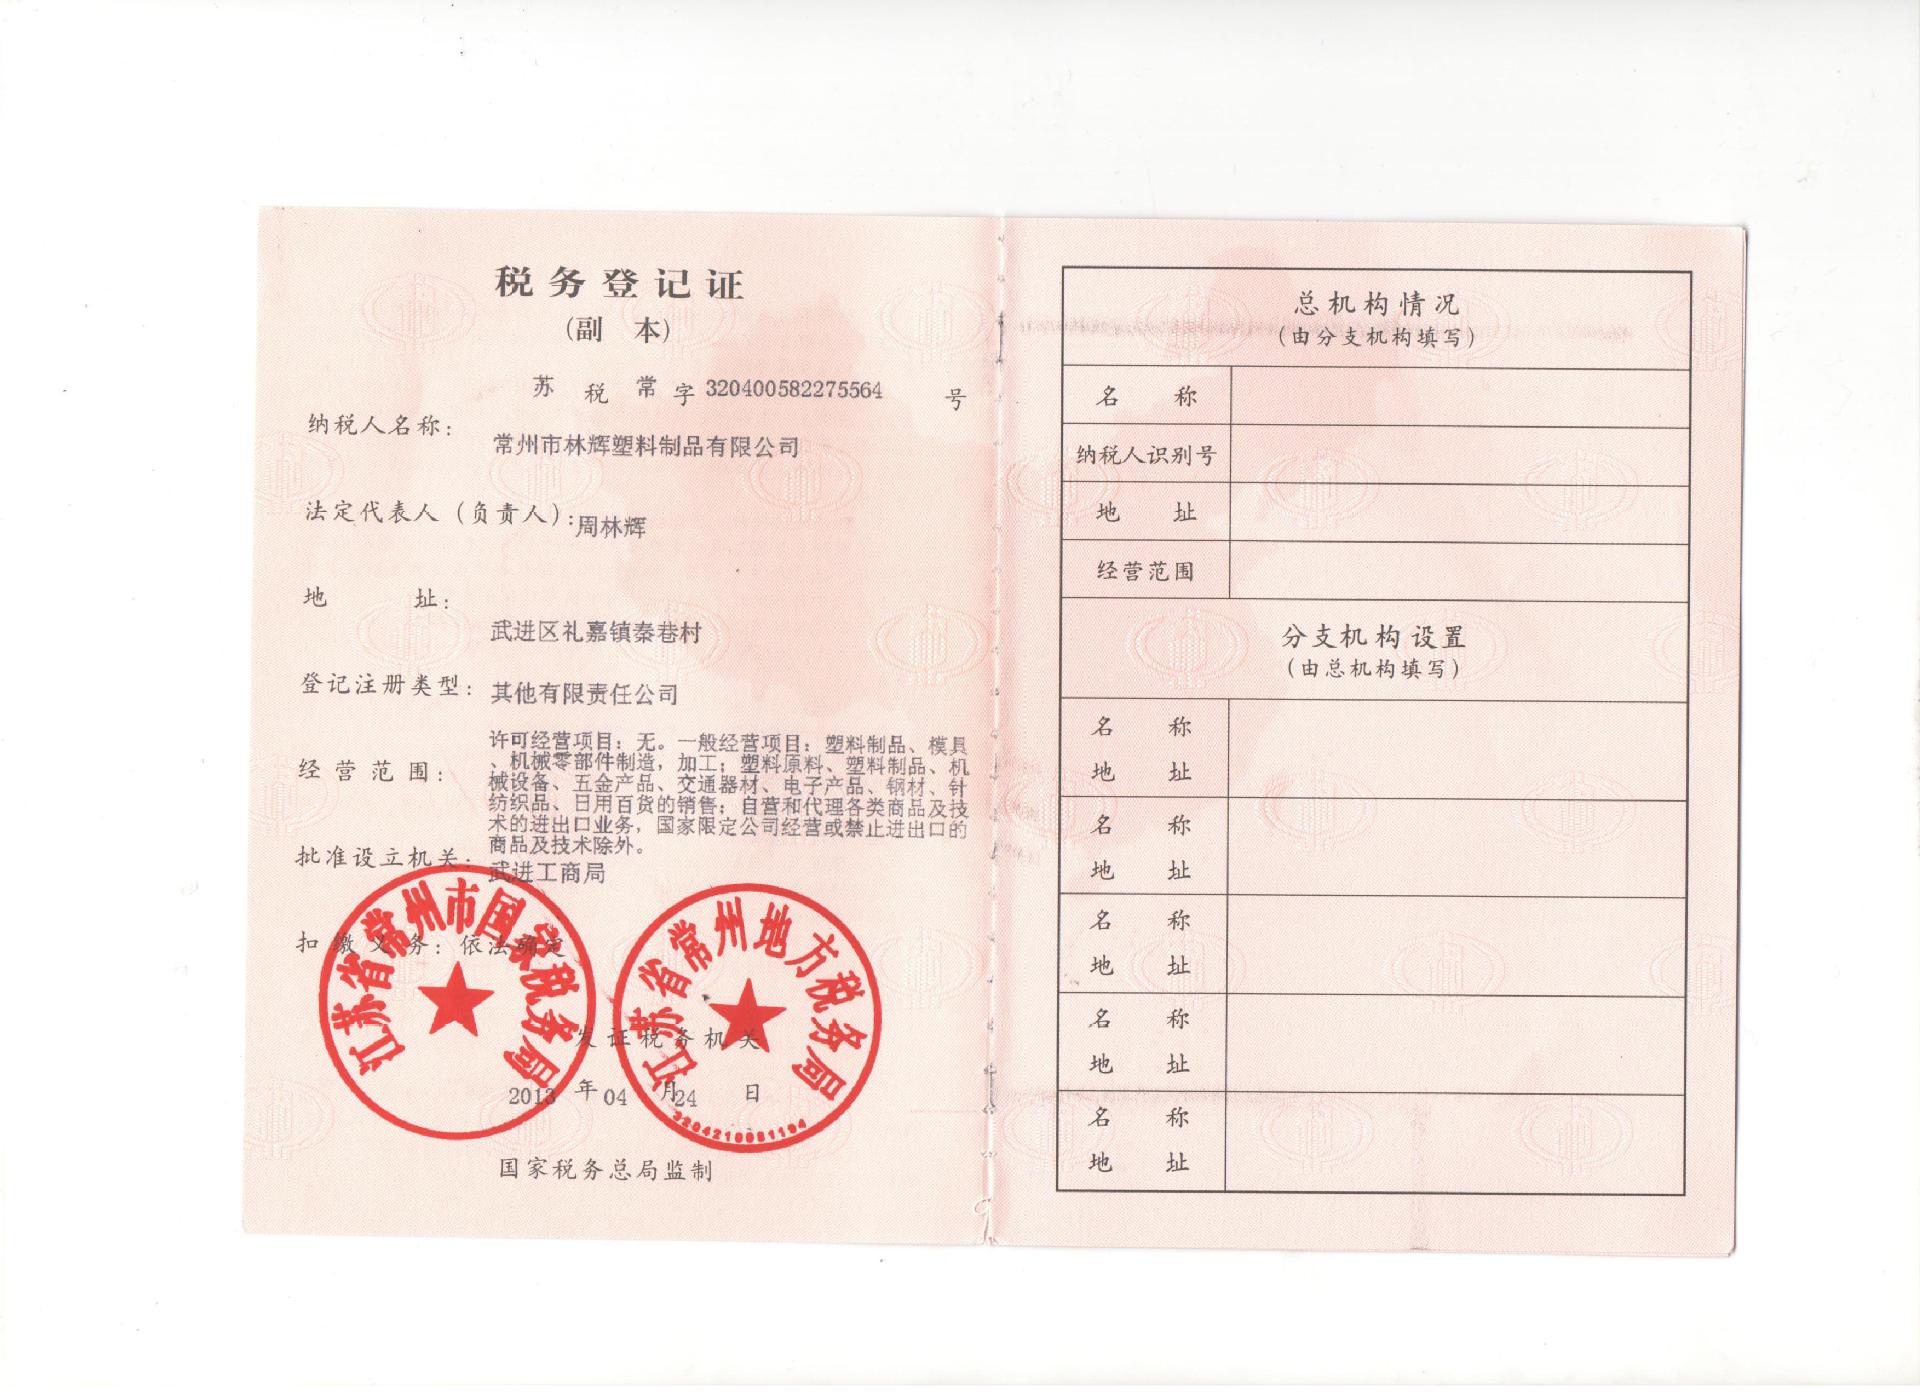 税务登记证
(副 本)
苏 税 常 字 320400582275564 号
纳税人名称:
常州市林辉塑料制品有限公司
法定代表人(负责人):周林辉
地 址:
武进区礼嘉镇秦巷村
登记注册类型: 其他有限责任公司
经营范围:
许可经营项目:无。一般经营项目:塑料制品、模具
、机械零部件制造,加工;塑料原料、塑料制品、机
械设备、五金产品、交通器材、电子产品、钢材、针
纺织品、日用百货的销售;自营和代理各类商品及技
术的进出口业务,国家限定公司经营或禁止进出口的
商品及技术除外。
批准设立机关:
武进工商局
扣缴义务:依法确定
江苏省常州市国家税务局
江苏省常州地方税务局
3204210081194
发证税务机关
2013 年 04 月 24 日
国家税务总局监制
总机构情况
(由分支机构填写)
名 称
纳税人识别号
地 址
经营范围
分支机构设置
(由总机构填写)
名 称
地 址
名 称
地 址
名 称
地 址
名 称
地 址
名 称
地 址